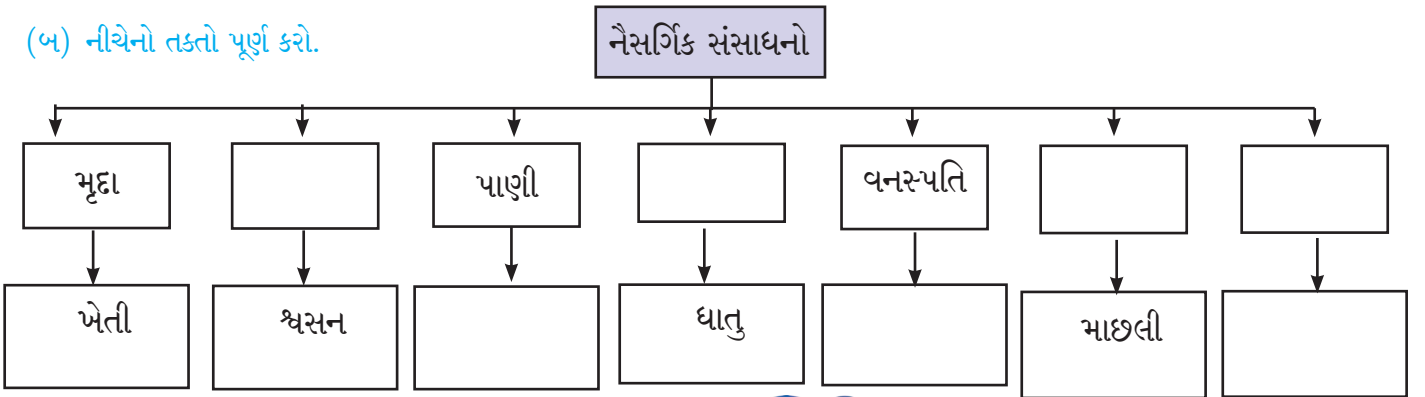 (બ) નીચેનો તક્તો પૂર્ણ કરો.
નૈસર્ગિક સંસાધનો
મૃદા
પાણી
વનસ્પતિ
ખેતી
શ્વસન
ધાતુ
માછલી